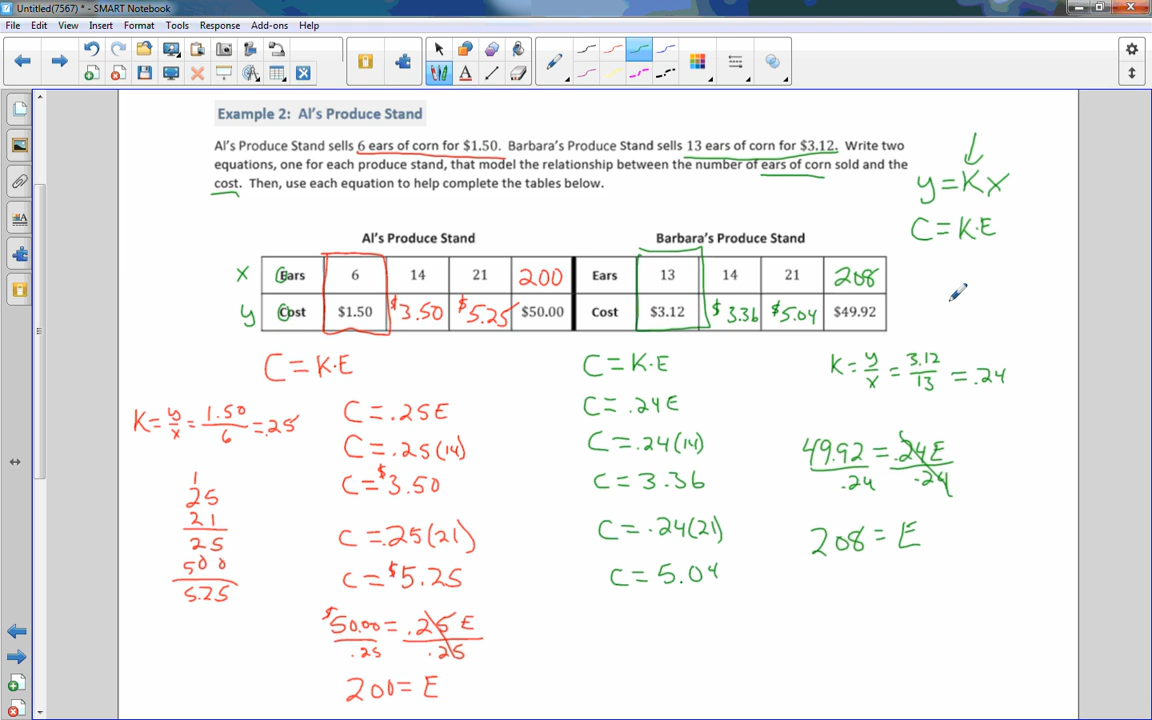 Untitled(7567) * - SMART Notebook
File Edit View Insert Format Tools Response Add-ons Help
Example 2: Al's Produce Stand
Al's Produce Stand sells 6 ears of corn for $1.50. Barbara's Produce Stand sells 13 ears of corn for $3.12. Write two
equations, one for each produce stand, that model the relationship between the number of ears of corn sold and the
cost. Then, use each equation to help complete the tables below.
y = Kx
C = K·E
Al's Produce Stand Barbara's Produce Stand
x Ears 6 14 21 200 Ears 13 14 21 208
y Cost $1.50 $3.50 $5.25 $50.00 Cost $3.12 $3.36 $5.04 $49.92
C = K·E
K = y/x = 1.50/6 = .25
C = .25E
C = .25(14)
C = $3.50
1
25
21
25
500
5.25
C = .25(21)
C = $5.25
$50.00 = .25 E
.25 .25
200 = E
C = K·E
C = .24E
C = .24(14)
C = 3.36
C = .24(21)
C = 5.04
K = y/x = 3.12/13 = .24
49.92 = .24E
.24 .24
208 = E